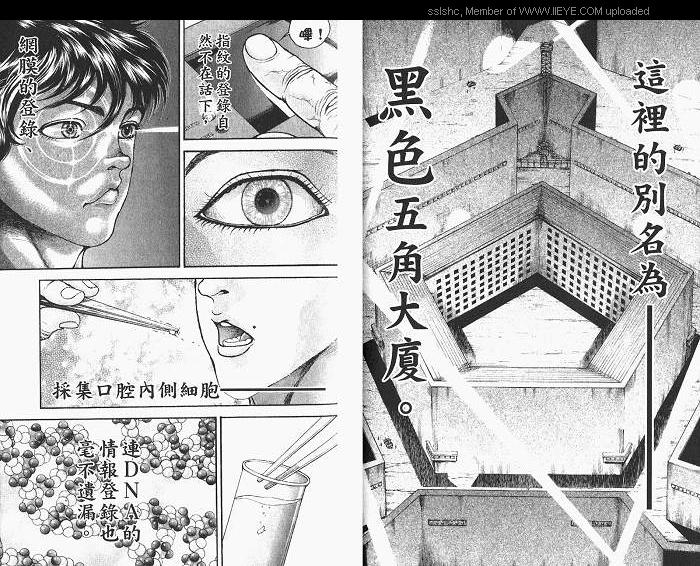 sslshc, Member of WWW.IIEYE.COM uploaded
這裡的別名為
黑色五角大廈。
嗶！
指紋的登錄自
然不在話下，
網膜的登錄、
採集口腔內側細胞
連DNA的
情報登錄也
毫不遺漏。